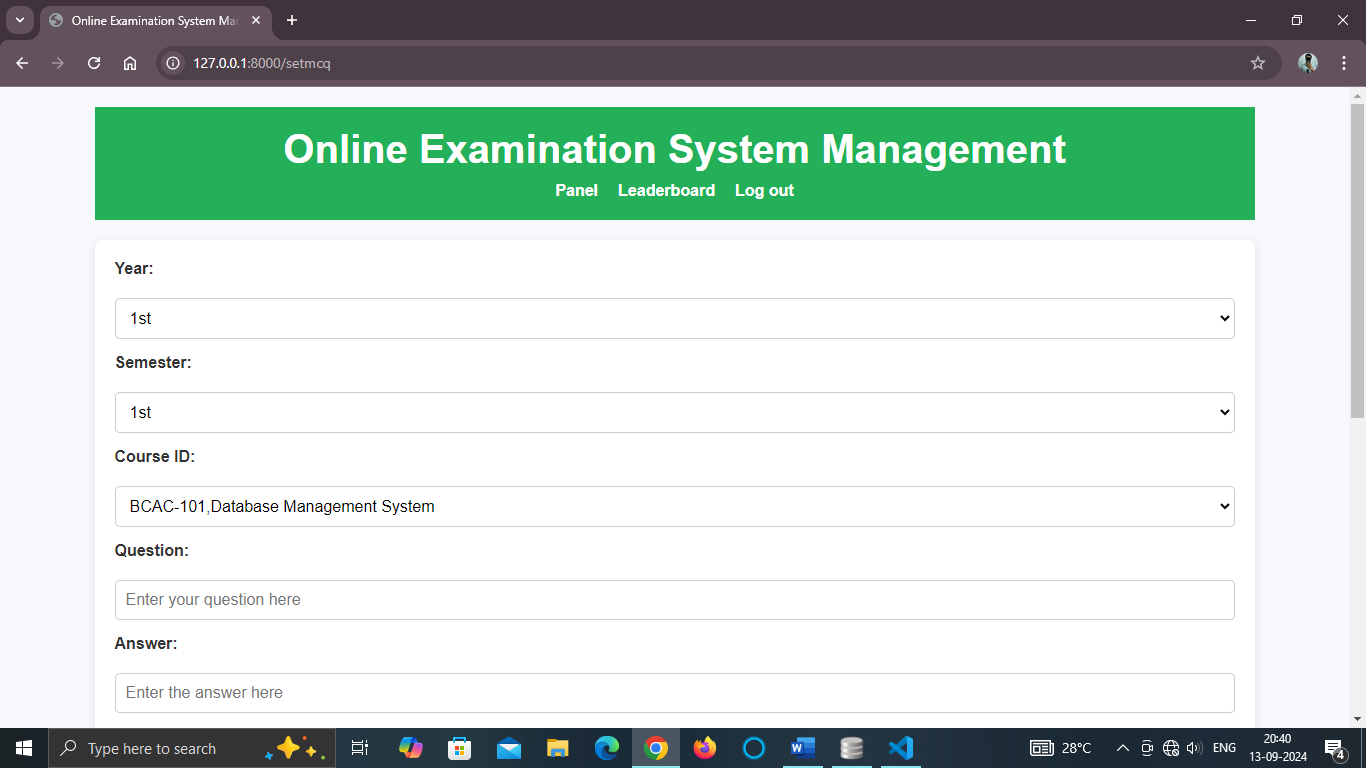 Online Examination System Ma
127.0.0.1:8000/setmcq
Online Examination System Management
Panel Leaderboard Log out
Year:
1st
Semester:
1st
Course ID:
BCAC-101,Database Management System
Question:
Enter your question here
Answer:
Enter the answer here
Type here to search
28°C
ENG
20:40
13-09-2024
4